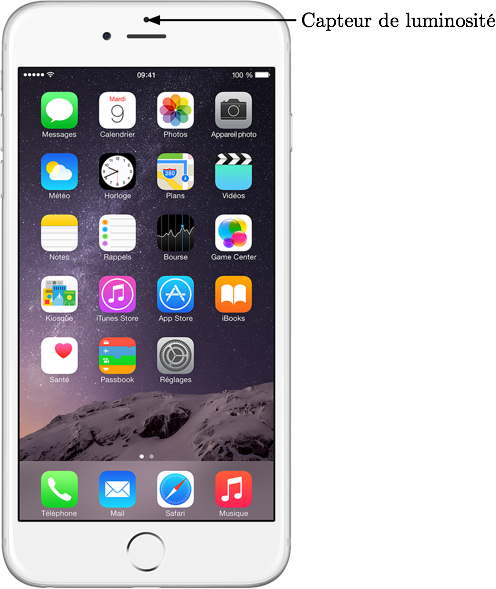 Capteur de luminosité
09:41
100 %
Mardi
9
Messages
Calendrier
Photos
Appareil photo
280
Météo
Horloge
Plans
Vidéos
Notes
Rappels
Bourse
Game Center
Kiosque
iTunes Store
App Store
iBooks
Santé
Passbook
Réglages
Téléphone
Mail
Safari
Musique